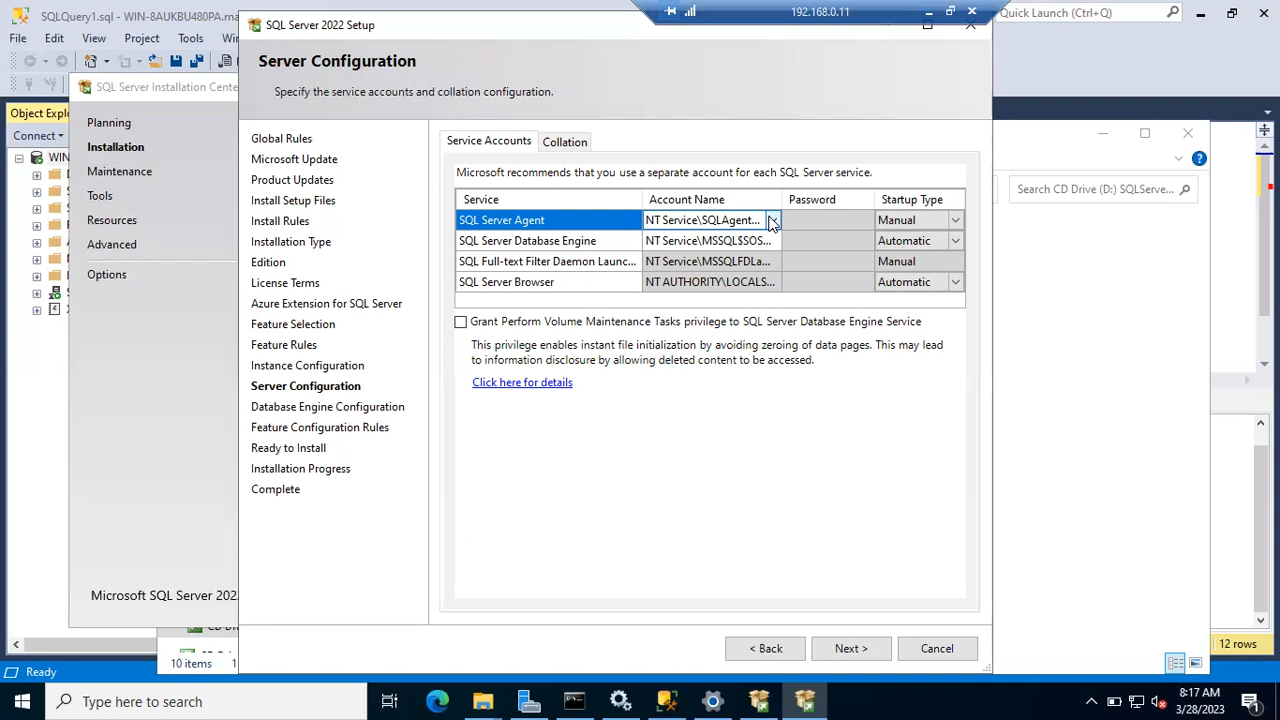 SQLQuery1.sql - WIN-8AUKBU480PA.ma
192.168.0.11
Quick Launch (Ctrl+Q)
File Edit View Project Tools
Object Explo
Connect
SQL Server Installation Cente
Planning
Installation
Maintenance
Tools
Resources
Advanced
Options
Microsoft SQL Server 202
10 items
SQL Server 2022 Setup
Server Configuration
Specify the service accounts and collation configuration.
Global Rules
Microsoft Update
Product Updates
Install Setup Files
Install Rules
Installation Type
Edition
License Terms
Azure Extension for SQL Server
Feature Selection
Feature Rules
Instance Configuration
Server Configuration
Database Engine Configuration
Feature Configuration Rules
Ready to Install
Installation Progress
Complete
Service Accounts Collation
Microsoft recommends that you use a separate account for each SQL Server service.
Service Account Name Password Startup Type
SQL Server Agent NT Service\SQLAgent... Manual
SQL Server Database Engine NT Service\MSSQL$SOS... Automatic
SQL Full-text Filter Daemon Launc... NT Service\MSSQLFDLa... Manual
SQL Server Browser NT AUTHORITY\LOCALS... Automatic
Grant Perform Volume Maintenance Tasks privilege to SQL Server Database Engine Service
This privilege enables instant file initialization by avoiding zeroing of data pages. This may lead
to information disclosure by allowing deleted content to be accessed.
Click here for details
< Back Next > Cancel
Search CD Drive (D:) SQLServe...
12 rows
Ready
Type here to search
8:17 AM
3/28/2023